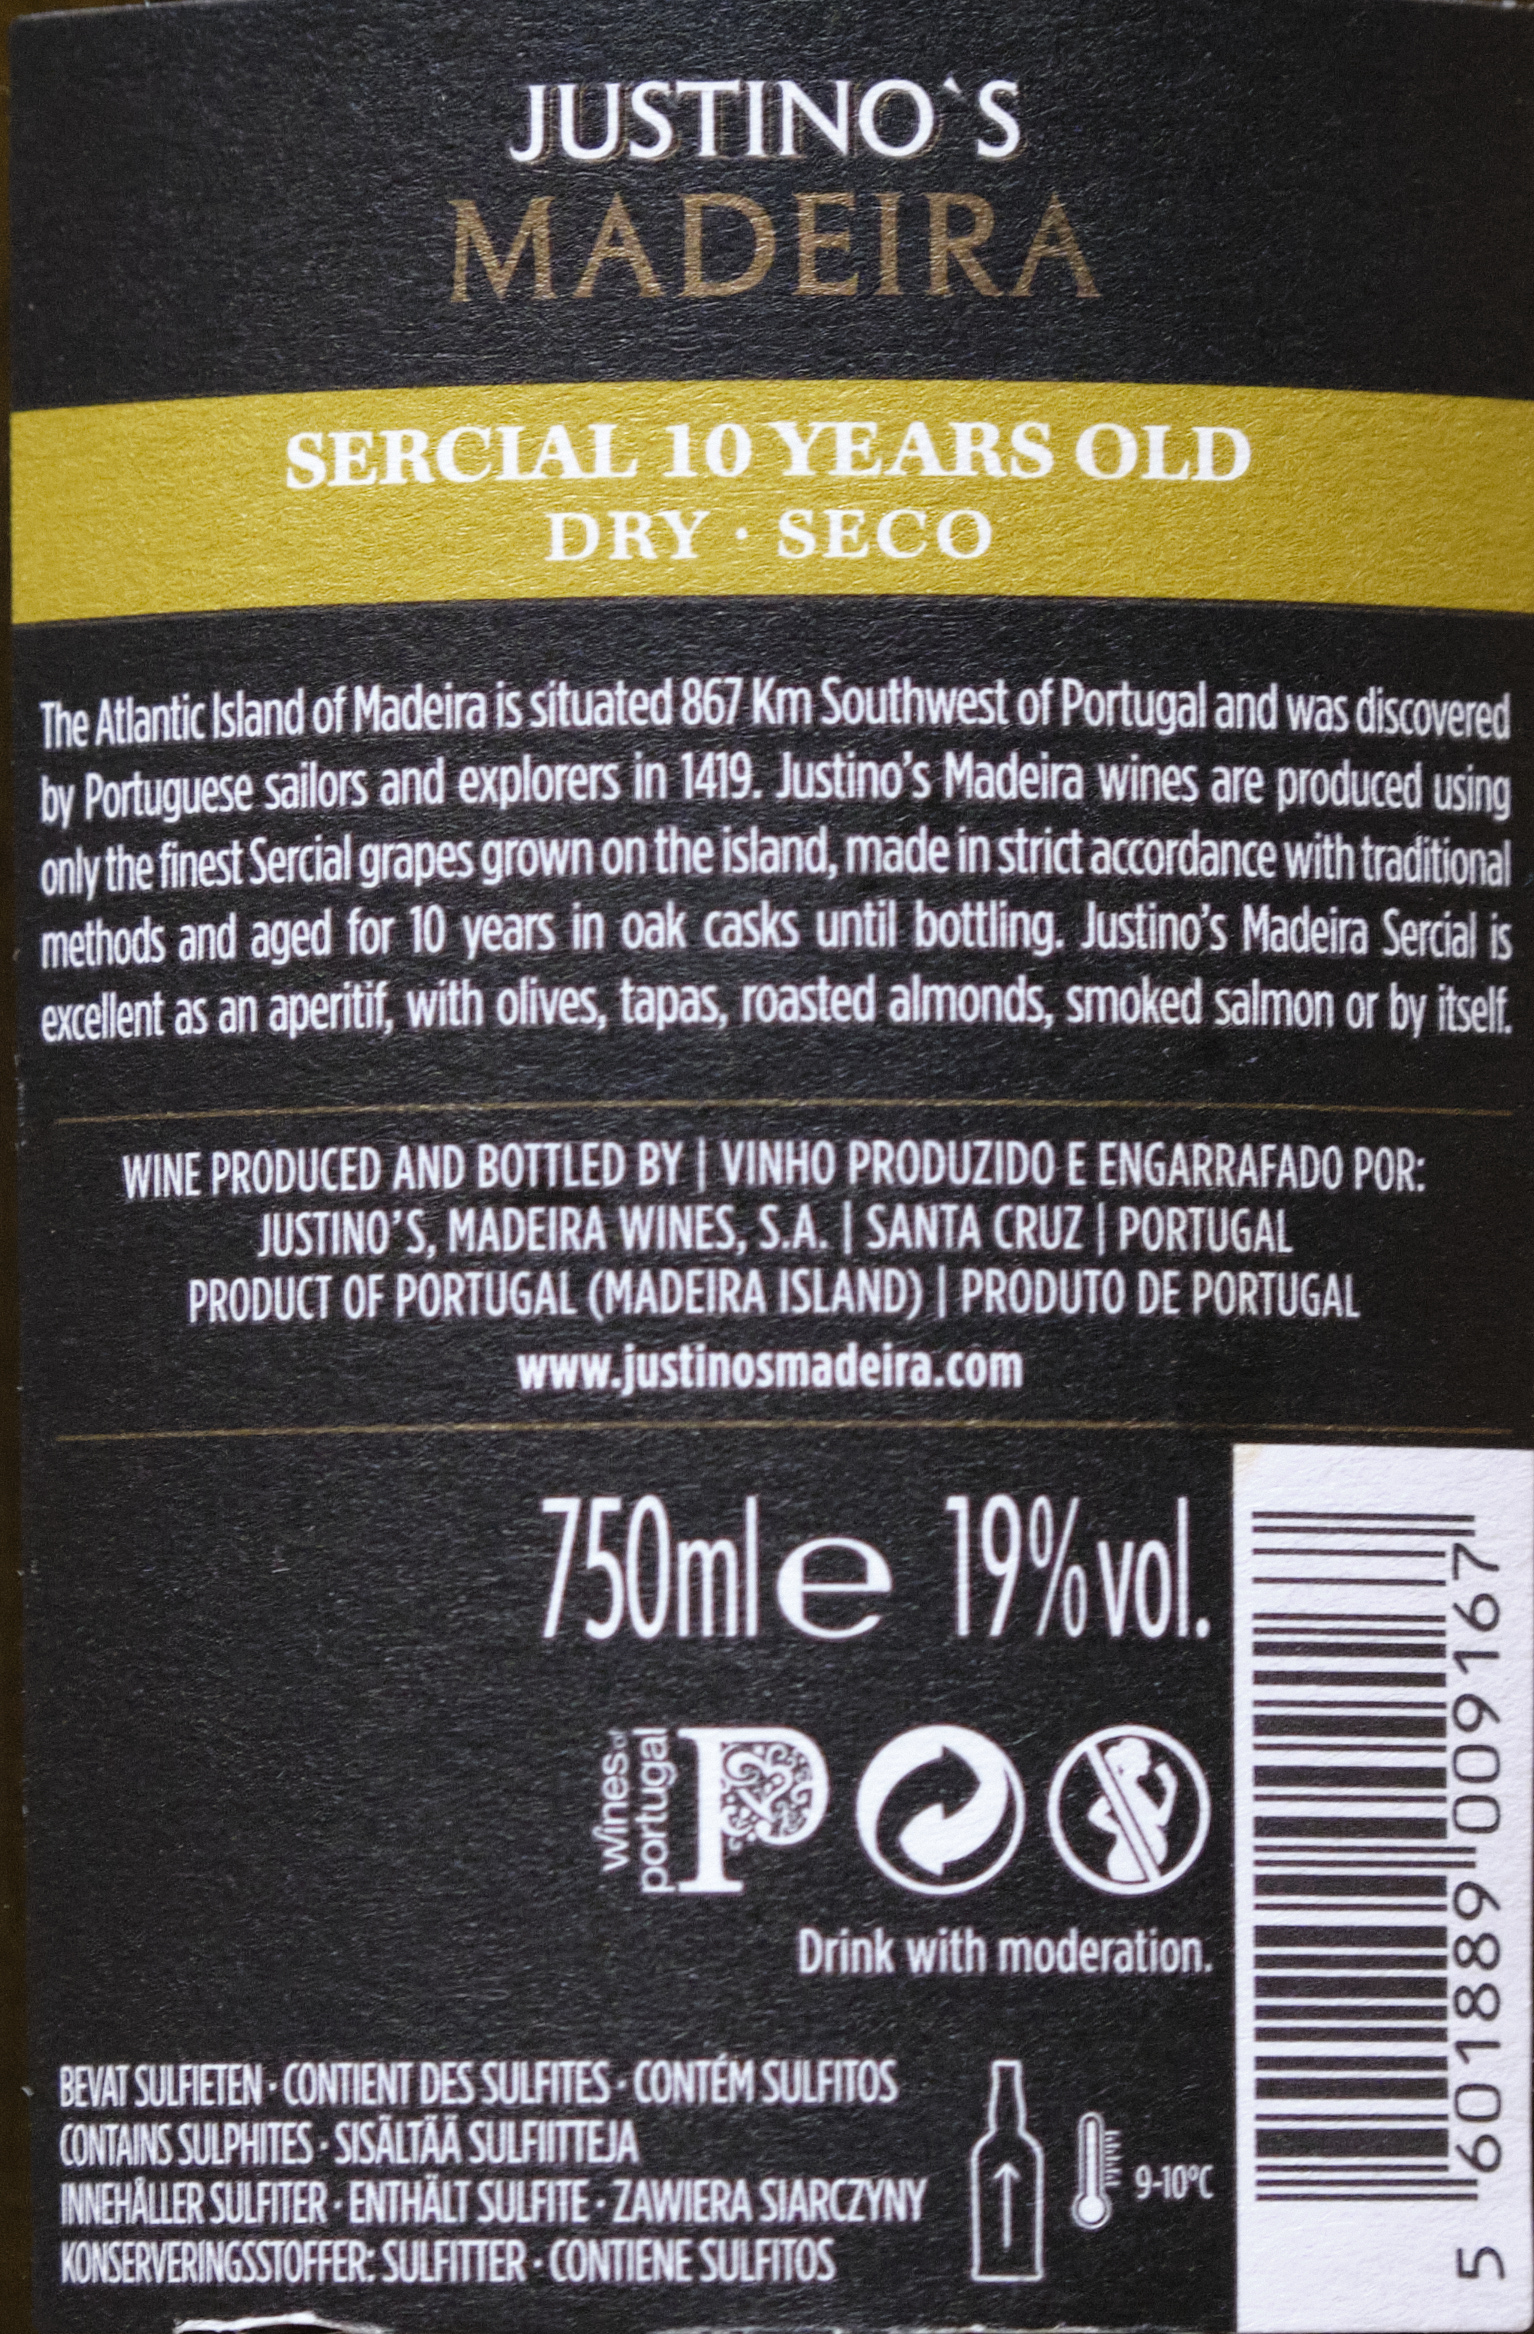 JUSTINO`S
MADEIRA
SERCIAL 10 YEARS OLD
DRY · SECO
The Atlantic Island of Madeira is situated 867 Km Southwest of Portugal and was discovered
by Portuguese sailors and explorers in 1419. Justino's Madeira wines are produced using
only the finest Sercial grapes grown on the island, made in strict accordance with traditional
methods and aged for 10 years in oak casks until bottling. Justino's Madeira Sercial is
excellent as an aperitif, with olives, tapas, roasted almonds, smoked salmon or by itself.
WINE PRODUCED AND BOTTLED BY | VINHO PRODUZIDO E ENGARRAFADO POR:
JUSTINO'S, MADEIRA WINES, S.A. | SANTA CRUZ | PORTUGAL
PRODUCT OF PORTUGAL (MADEIRA ISLAND) | PRODUTO DE PORTUGAL
www.justinosmadeira.com
750ml e 19% vol.
wines of
portugal
P
Drink with moderation.
BEVAT SULFIETEN · CONTIENT DES SULFITES · CONTÉM SULFITOS
CONTAINS SULPHITES · SISÄLTÄÄ SULFIITTEJA
INNEHÅLLER SULFITER · ENTHÄLT SULFITE · ZAWIERA SIARCZYNY
KONSERVERINGSSTOFFER: SULFITTER · CONTIENE SULFITOS
9-10°C
5 601889 009167